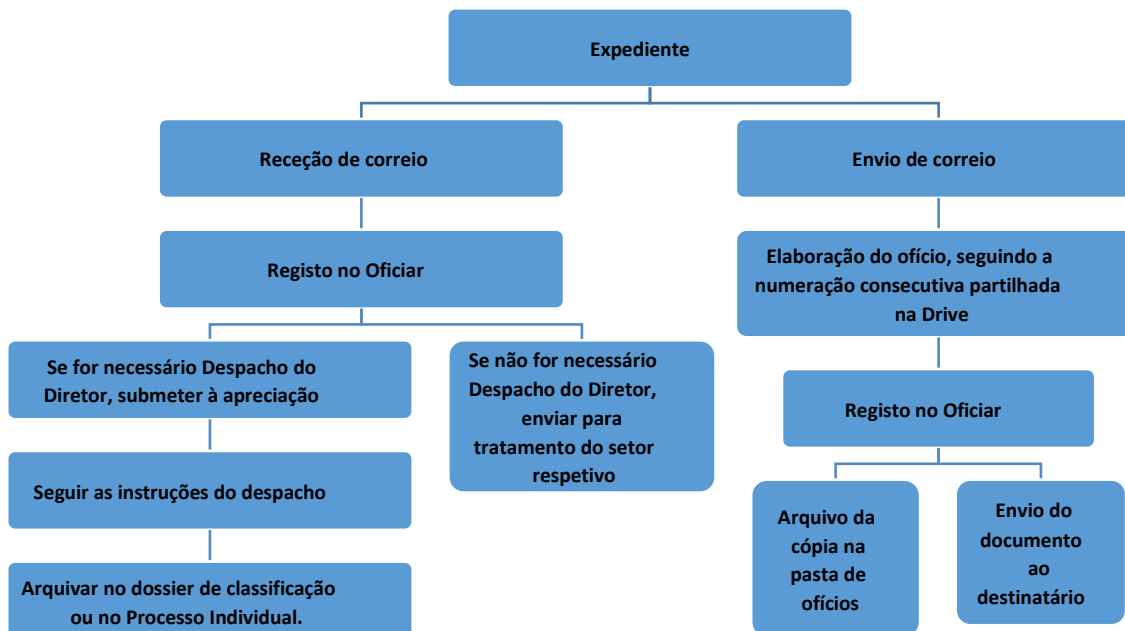 Expediente
Receção de correio
Envio de correio
Registo no Oficiar
Elaboração do ofício, seguindo a
numeração consecutiva partilhada
na Drive
Se for necessário Despacho do
Diretor, submeter à apreciação
Se não for necessário
Despacho do Diretor,
enviar para
tratamento do setor
respetivo
Registo no Oficiar
Seguir as instruções do despacho
Arquivo da
cópia na
pasta de
ofícios
Envio do
documento
ao
destinatário
Arquivar no dossier de classificação
ou no Processo Individual.